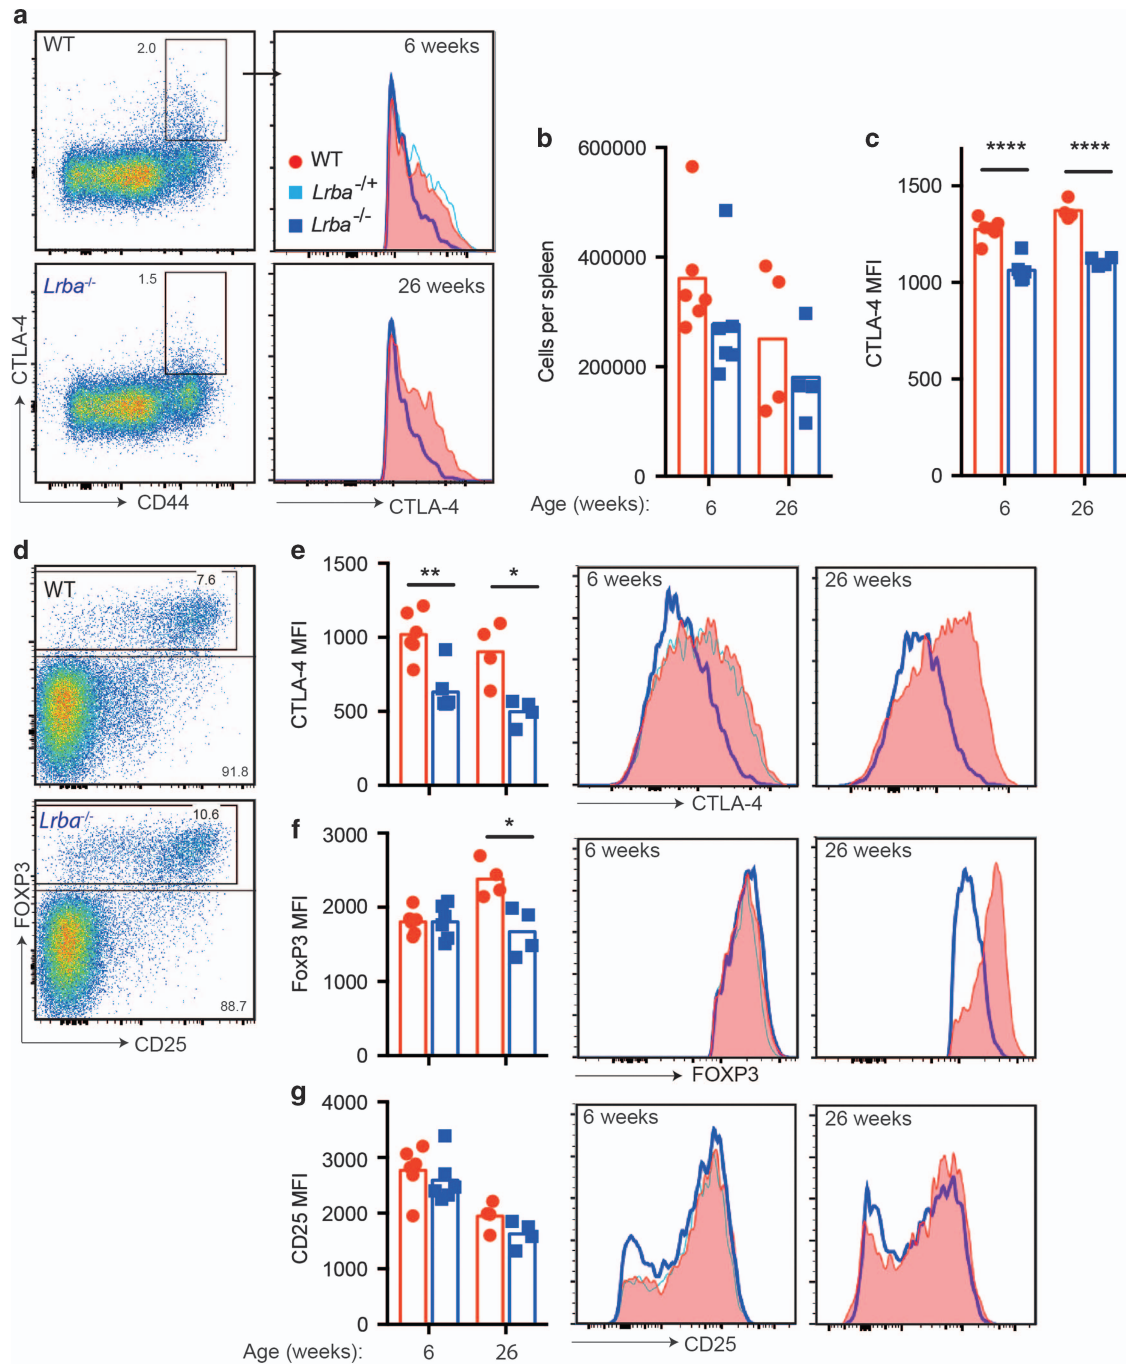 a
WT
2.0
6 weeks
WT
Lrba-/+
Lrba-/-
Lrba-/-
1.5
26 weeks
CTLA-4
CD44
CTLA-4
b
600000
400000
200000
0
Cells per spleen
Age (weeks):
6
26
c
****
****
1500
1000
500
0
CTLA-4 MFI
6
26
d
WT
7.6
91.8
Lrba-/-
10.6
88.7
FOXP3
CD25
e
1500
1000
500
0
CTLA-4 MFI
**
*
6 weeks
26 weeks
CTLA-4
f
3000
2000
1000
0
FoxP3 MFI
*
6 weeks
26 weeks
FOXP3
g
4000
3000
2000
1000
0
CD25 MFI
Age (weeks):
6
26
6 weeks
26 weeks
CD25